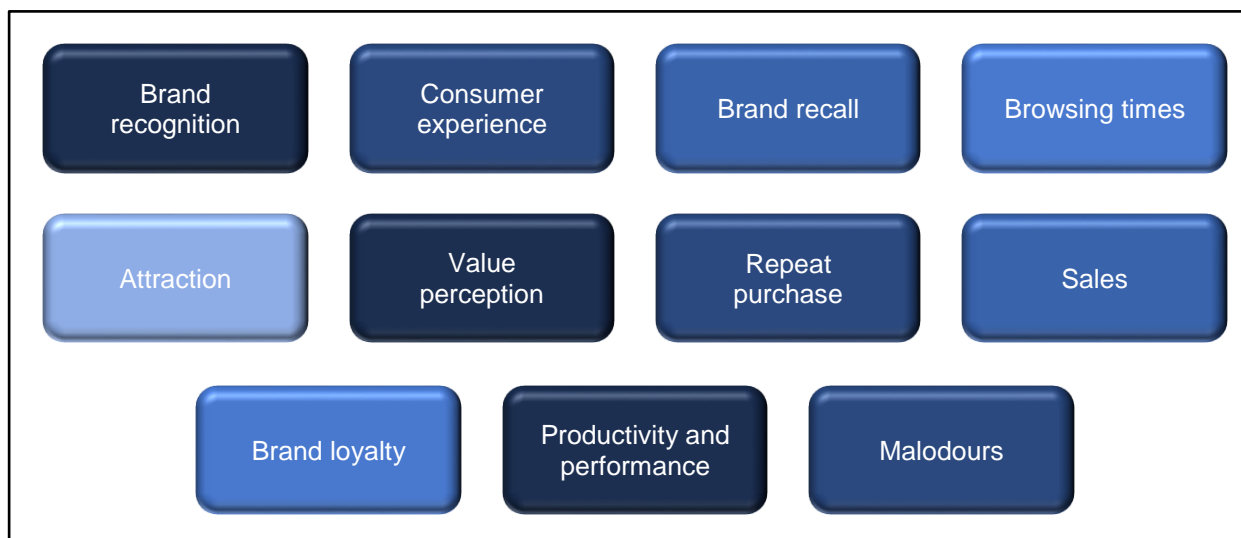 Brand
recognition
Consumer
experience
Brand recall
Browsing times
Attraction
Value
perception
Repeat
purchase
Sales
Brand loyalty
Productivity and
performance
Malodours